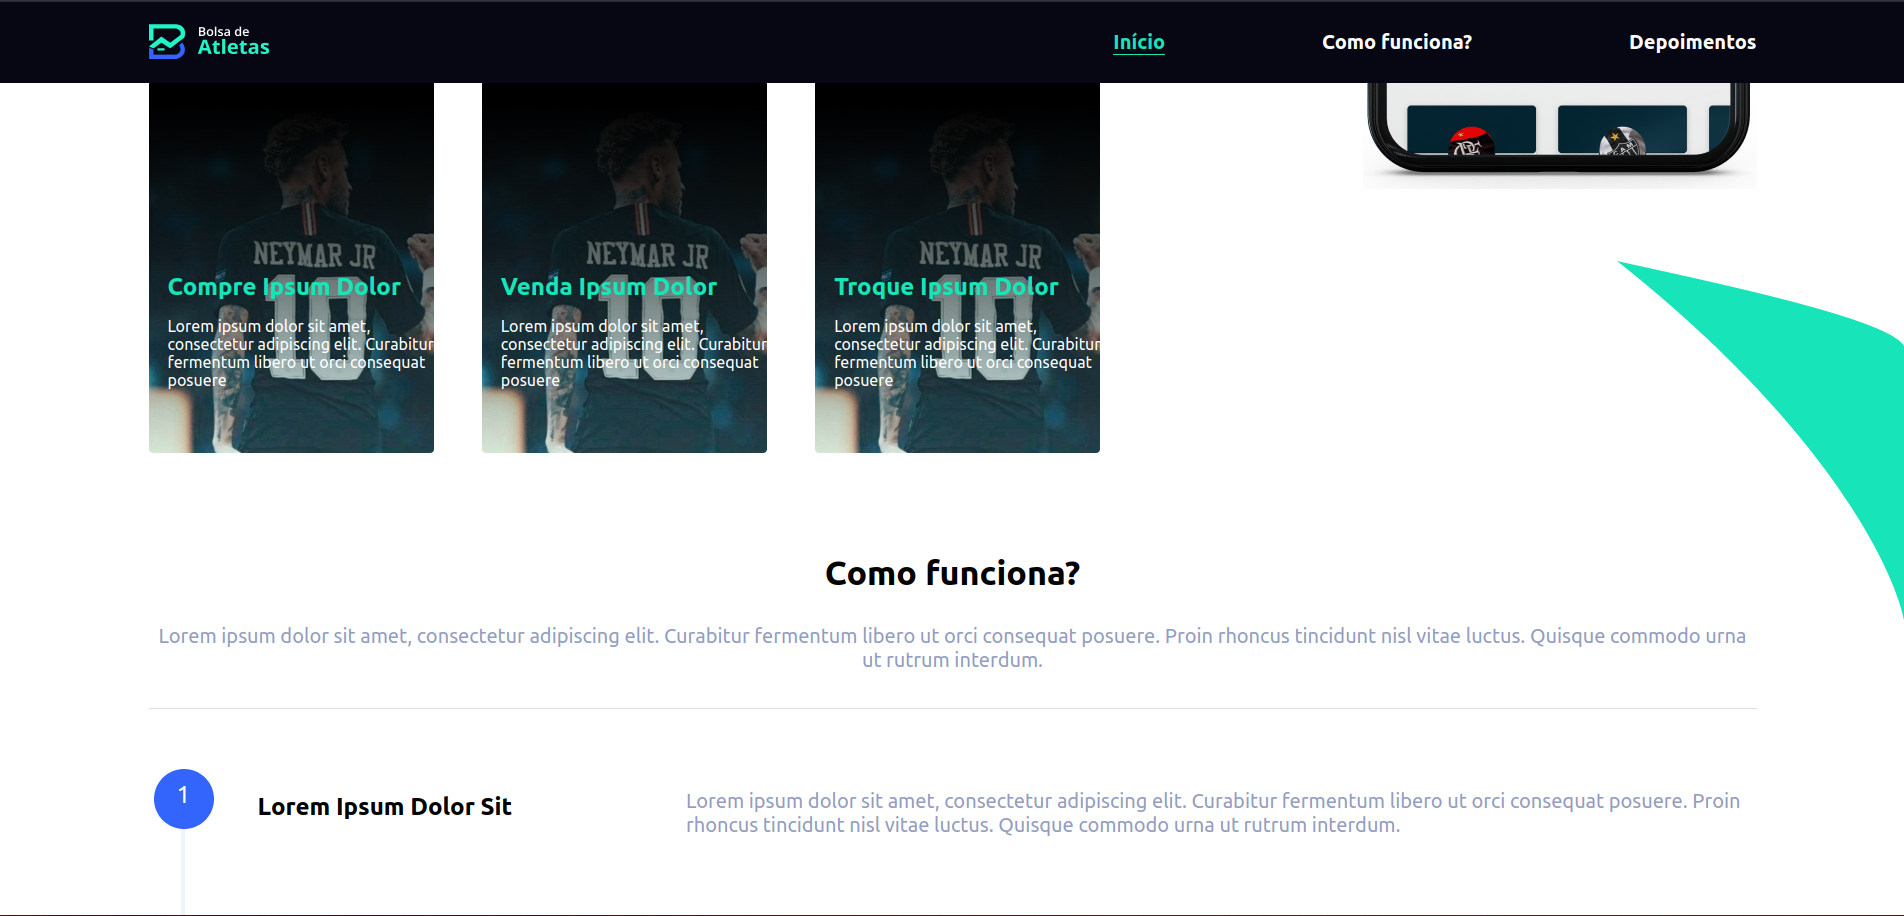 Bolsa de
Atletas
Início
Como funciona?
Depoimentos
NEYMAR JR
10
Compre Ipsum Dolor
Lorem ipsum dolor sit amet,
consectetur adipiscing elit. Curabitur
fermentum libero ut orci consequat
posuere
NEYMAR JR
10
Venda Ipsum Dolor
Lorem ipsum dolor sit amet,
consectetur adipiscing elit. Curabitur
fermentum libero ut orci consequat
posuere
NEYMAR JR
10
Troque Ipsum Dolor
Lorem ipsum dolor sit amet,
consectetur adipiscing elit. Curabitur
fermentum libero ut orci consequat
posuere
Como funciona?
Lorem ipsum dolor sit amet, consectetur adipiscing elit. Curabitur fermentum libero ut orci consequat posuere. Proin rhoncus tincidunt nisl vitae luctus. Quisque commodo urna
ut rutrum interdum.
1
Lorem Ipsum Dolor Sit
Lorem ipsum dolor sit amet, consectetur adipiscing elit. Curabitur fermentum libero ut orci consequat posuere. Proin
rhoncus tincidunt nisl vitae luctus. Quisque commodo urna ut rutrum interdum.